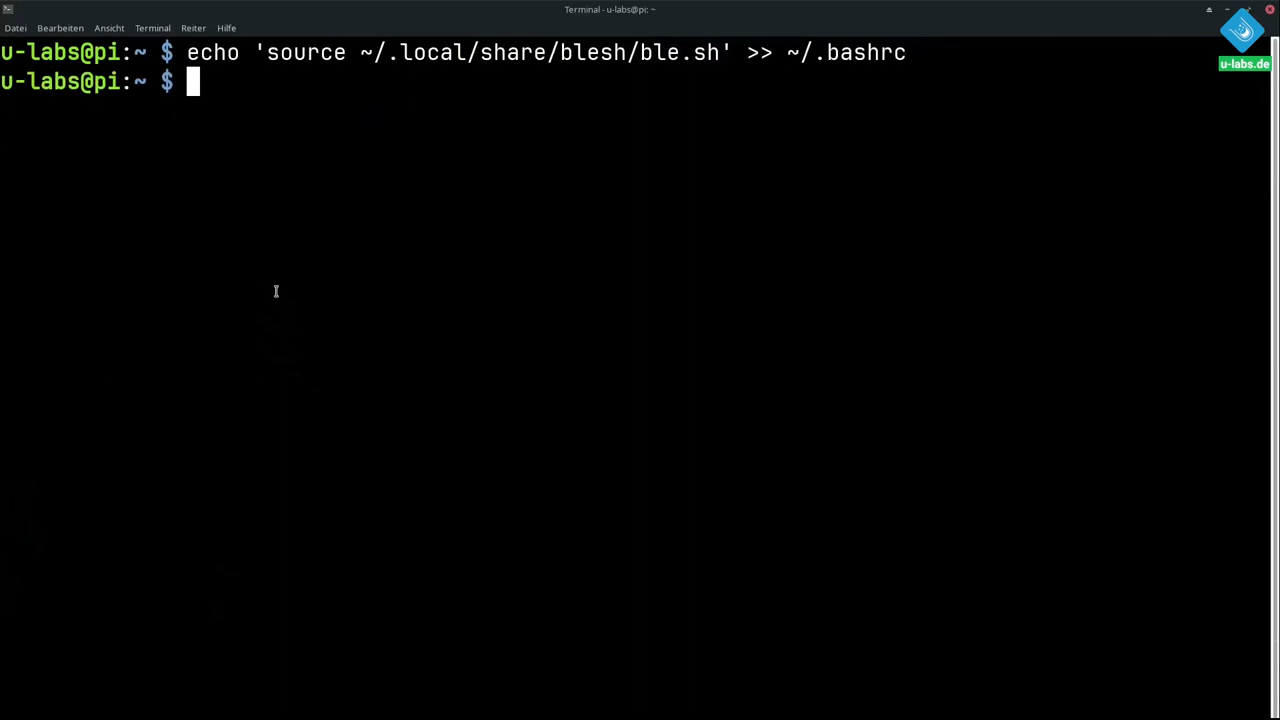 Terminal - u-labs@pi: ~
Datei Bearbeiten Ansicht Terminal Reiter Hilfe
u-labs@pi:~ $ echo 'source ~/.local/share/blesh/ble.sh' >> ~/.bashrc
u-labs@pi:~ $
u-labs.de